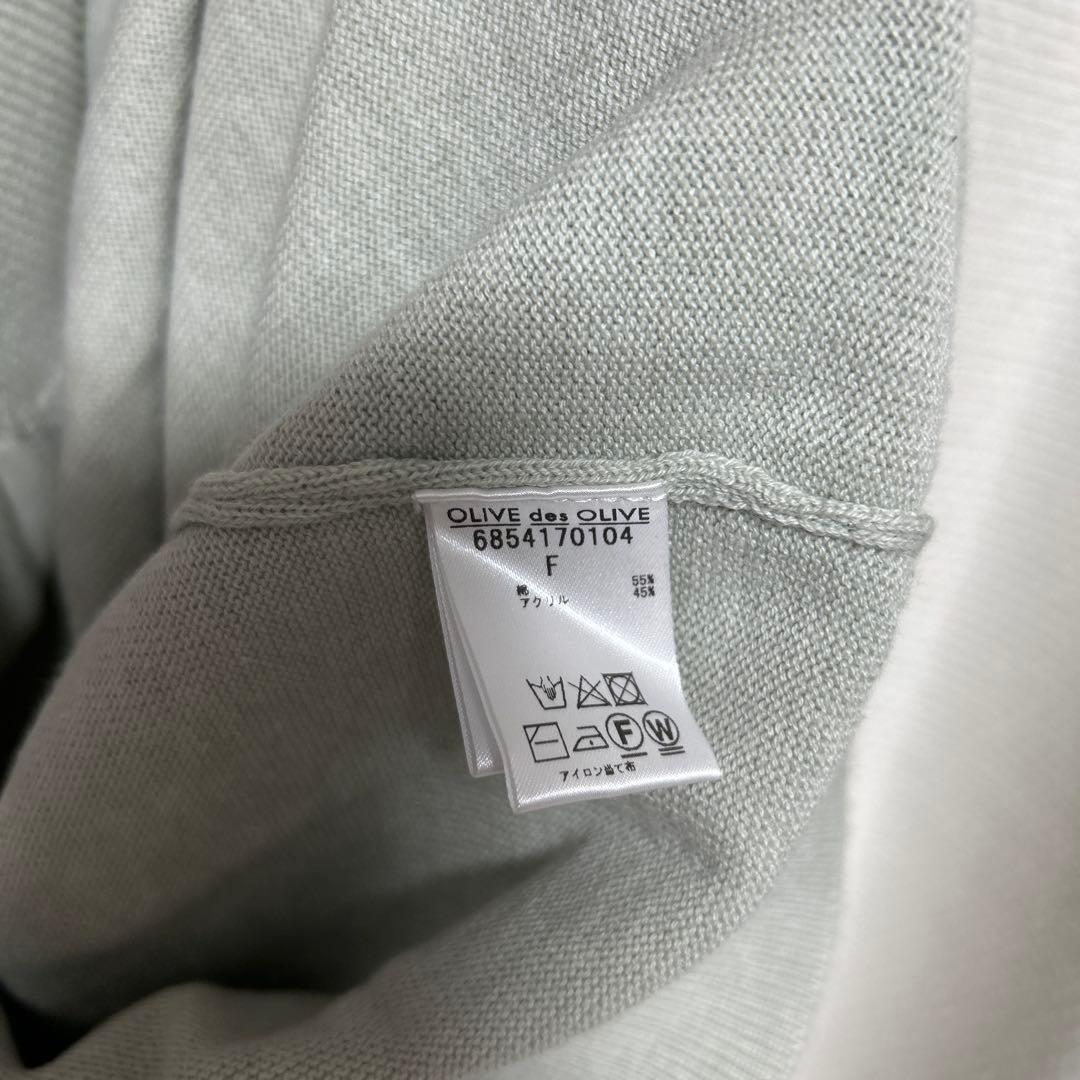 OLIVE des OLIVE
6854170104
F
綿 55%
アクリル 45%
F W
アイロン当て布